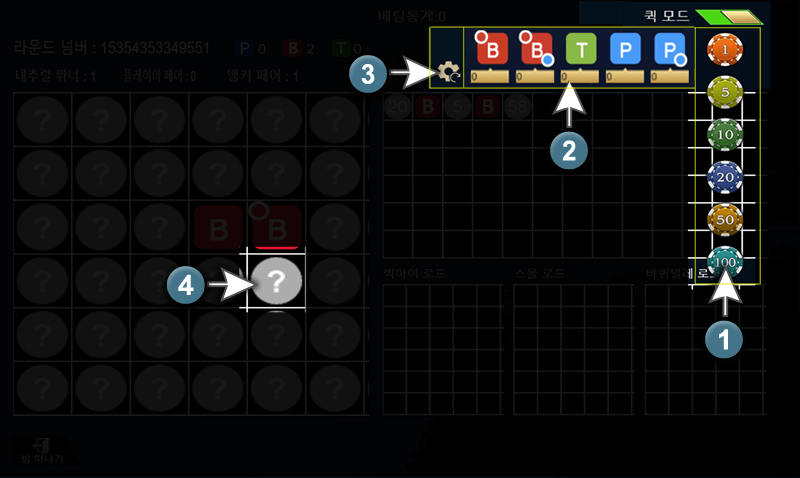 베팅통계:0
퀵 모드
라운드 넘버 : 15354353349551 P 0 B 2 T 0
내추럴 위너 : 1 플레이어 페어 : 0 뱅커 페어 : 1
B B T P P
0 0 0 0 0
1
5
10
20
50
100
3
2
20 B 5 B 58
? ? ? ? ? ?
? ? ? ? ? ?
? ? ? B B ?
? ? ? ? ? ?
4
1
? ? ? ? ? ?
? ? ? ? ? ?
빅아이 로드 스몰 로드 바퀴벌레 로드
방 떠나기